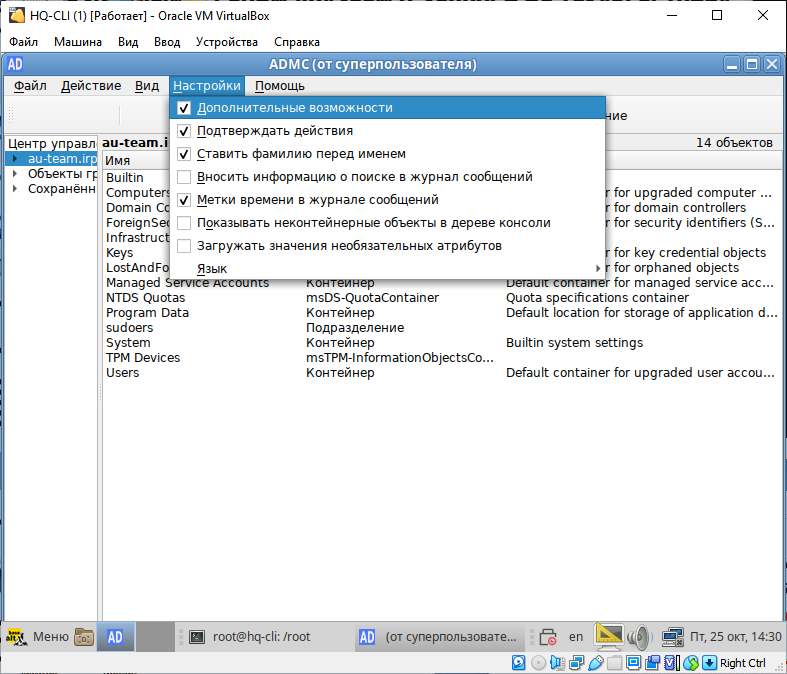 HQ-CLI (1) [Работает] - Oracle VM VirtualBox
Файл Машина Вид Ввод Устройства Справка
AD ADMC (от суперпользователя)
Файл Действие Вид Настройки Помощь
Дополнительные возможности
Подтверждать действия
Ставить фамилию перед именем
Вносить информацию о поиске в журнал сообщений
Метки времени в журнале сообщений
Показывать неконтейнерные объекты в дереве консоли
Загружать значения необязательных атрибутов
Язык
Центр управл
au-team.irp
Объекты гр
Сохранённ
au-team.i 14 объектов
Имя
Builtin
Computers for upgraded computer ...
Domain Co for domain controllers
ForeignSec for security identifiers (S...
Infrastruct
Keys for key credential objects
LostAndFo for orphaned objects
Managed Service Accounts Контейнер Default container for managed service acc...
NTDS Quotas msDS-QuotaContainer Quota specifications container
Program Data Контейнер Default location for storage of application d...
sudoers Подразделение
System Контейнер Builtin system settings
TPM Devices msTPM-InformationObjectsCo...
Users Контейнер Default container for upgraded user accou...
Меню AD root@hq-cli: /root AD (от суперпользовате... en Пт, 25 окт, 14:30
Right Ctrl